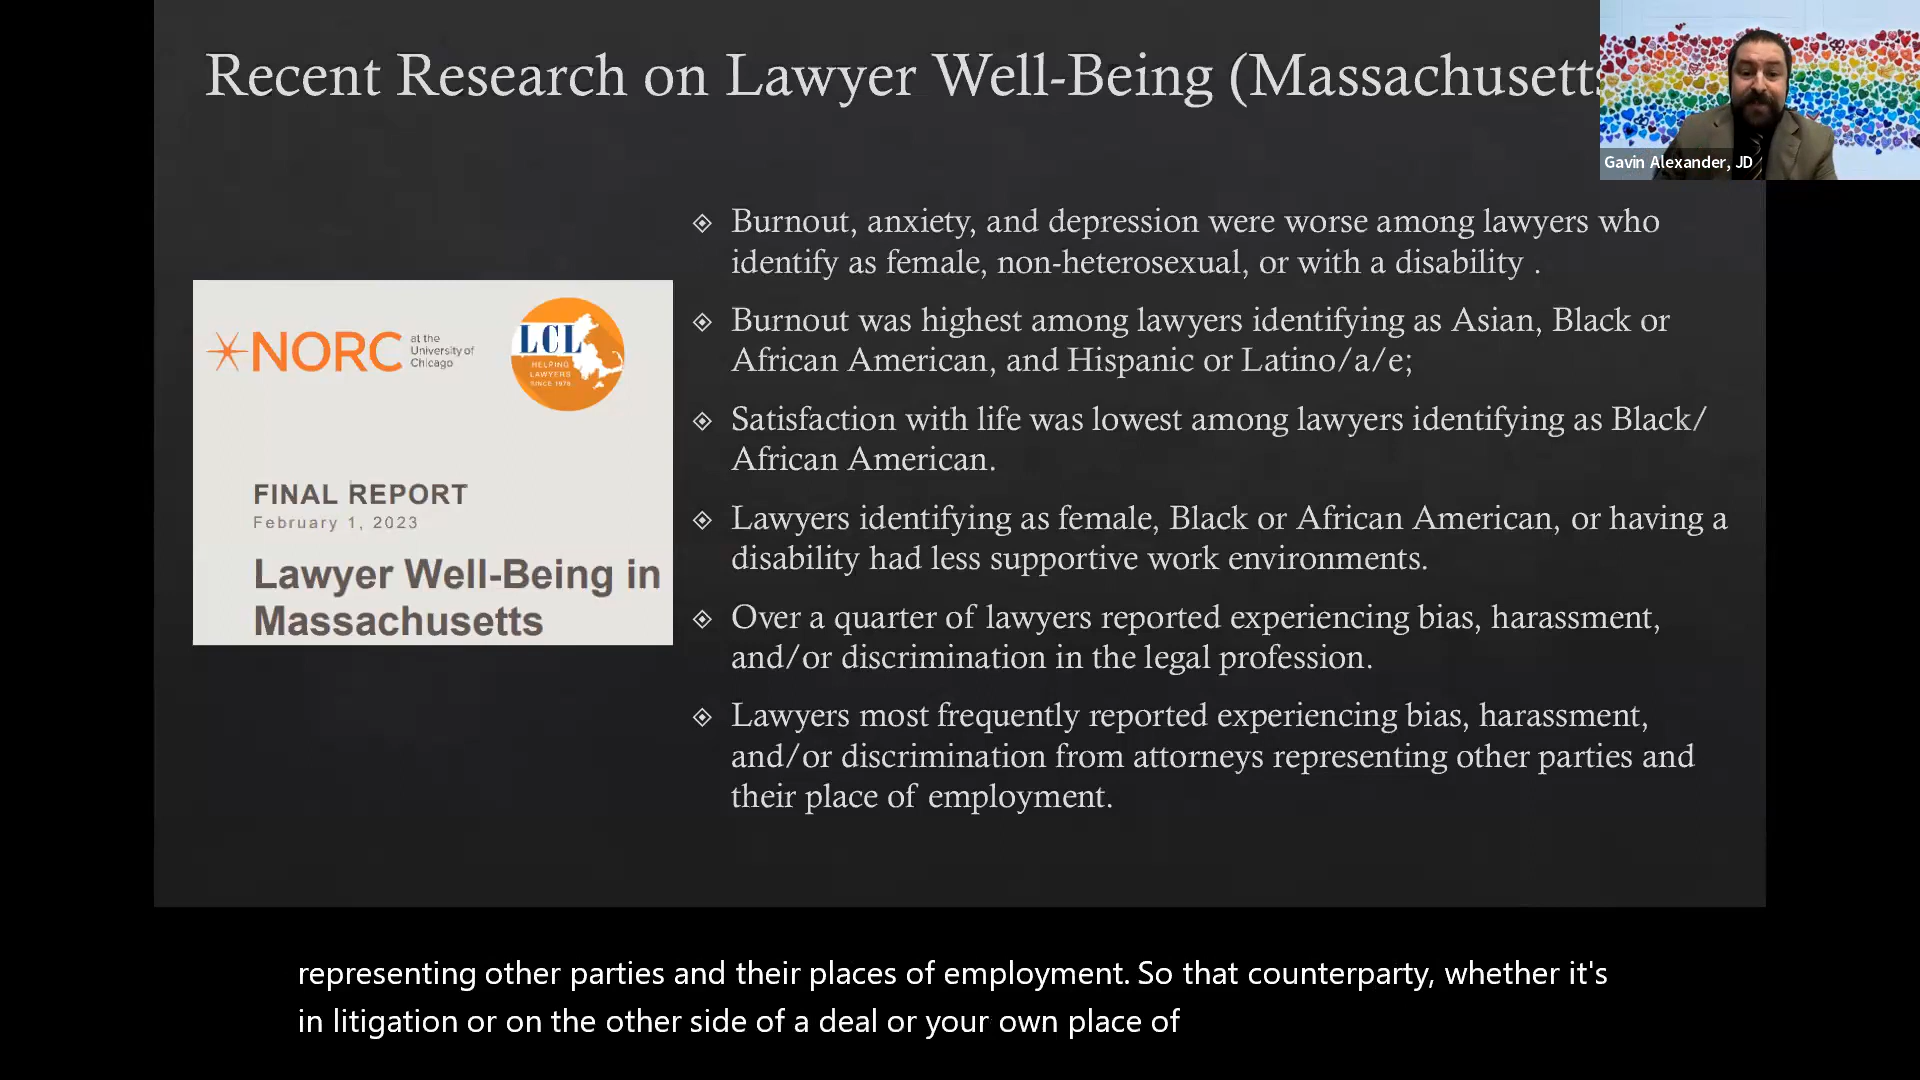 Recent Research on Lawyer Well-Being (Massachusetts
Gavin Alexander, JD
NORC
at the
University of
Chicago
LCL
HELPING
LAWYERS
SINCE 1978
FINAL REPORT
February 1, 2023
Lawyer Well-Being in
Massachusetts
Burnout, anxiety, and depression were worse among lawyers who
identify as female, non-heterosexual, or with a disability .
Burnout was highest among lawyers identifying as Asian, Black or
African American, and Hispanic or Latino/a/e;
Satisfaction with life was lowest among lawyers identifying as Black/
African American.
Lawyers identifying as female, Black or African American, or having a
disability had less supportive work environments.
Over a quarter of lawyers reported experiencing bias, harassment,
and/or discrimination in the legal profession.
Lawyers most frequently reported experiencing bias, harassment,
and/or discrimination from attorneys representing other parties and
their place of employment.
representing other parties and their places of employment. So that counterparty, whether it's
in litigation or on the other side of a deal or your own place of